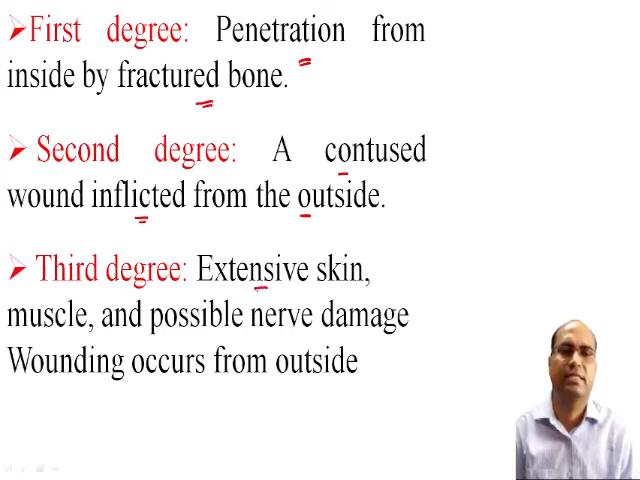 ➢First degree: Penetration from
inside by fractured bone.
➢ Second degree: A contused
wound inflicted from the outside.
➢ Third degree: Extensive skin,
muscle, and possible nerve damage
Wounding occurs from outside